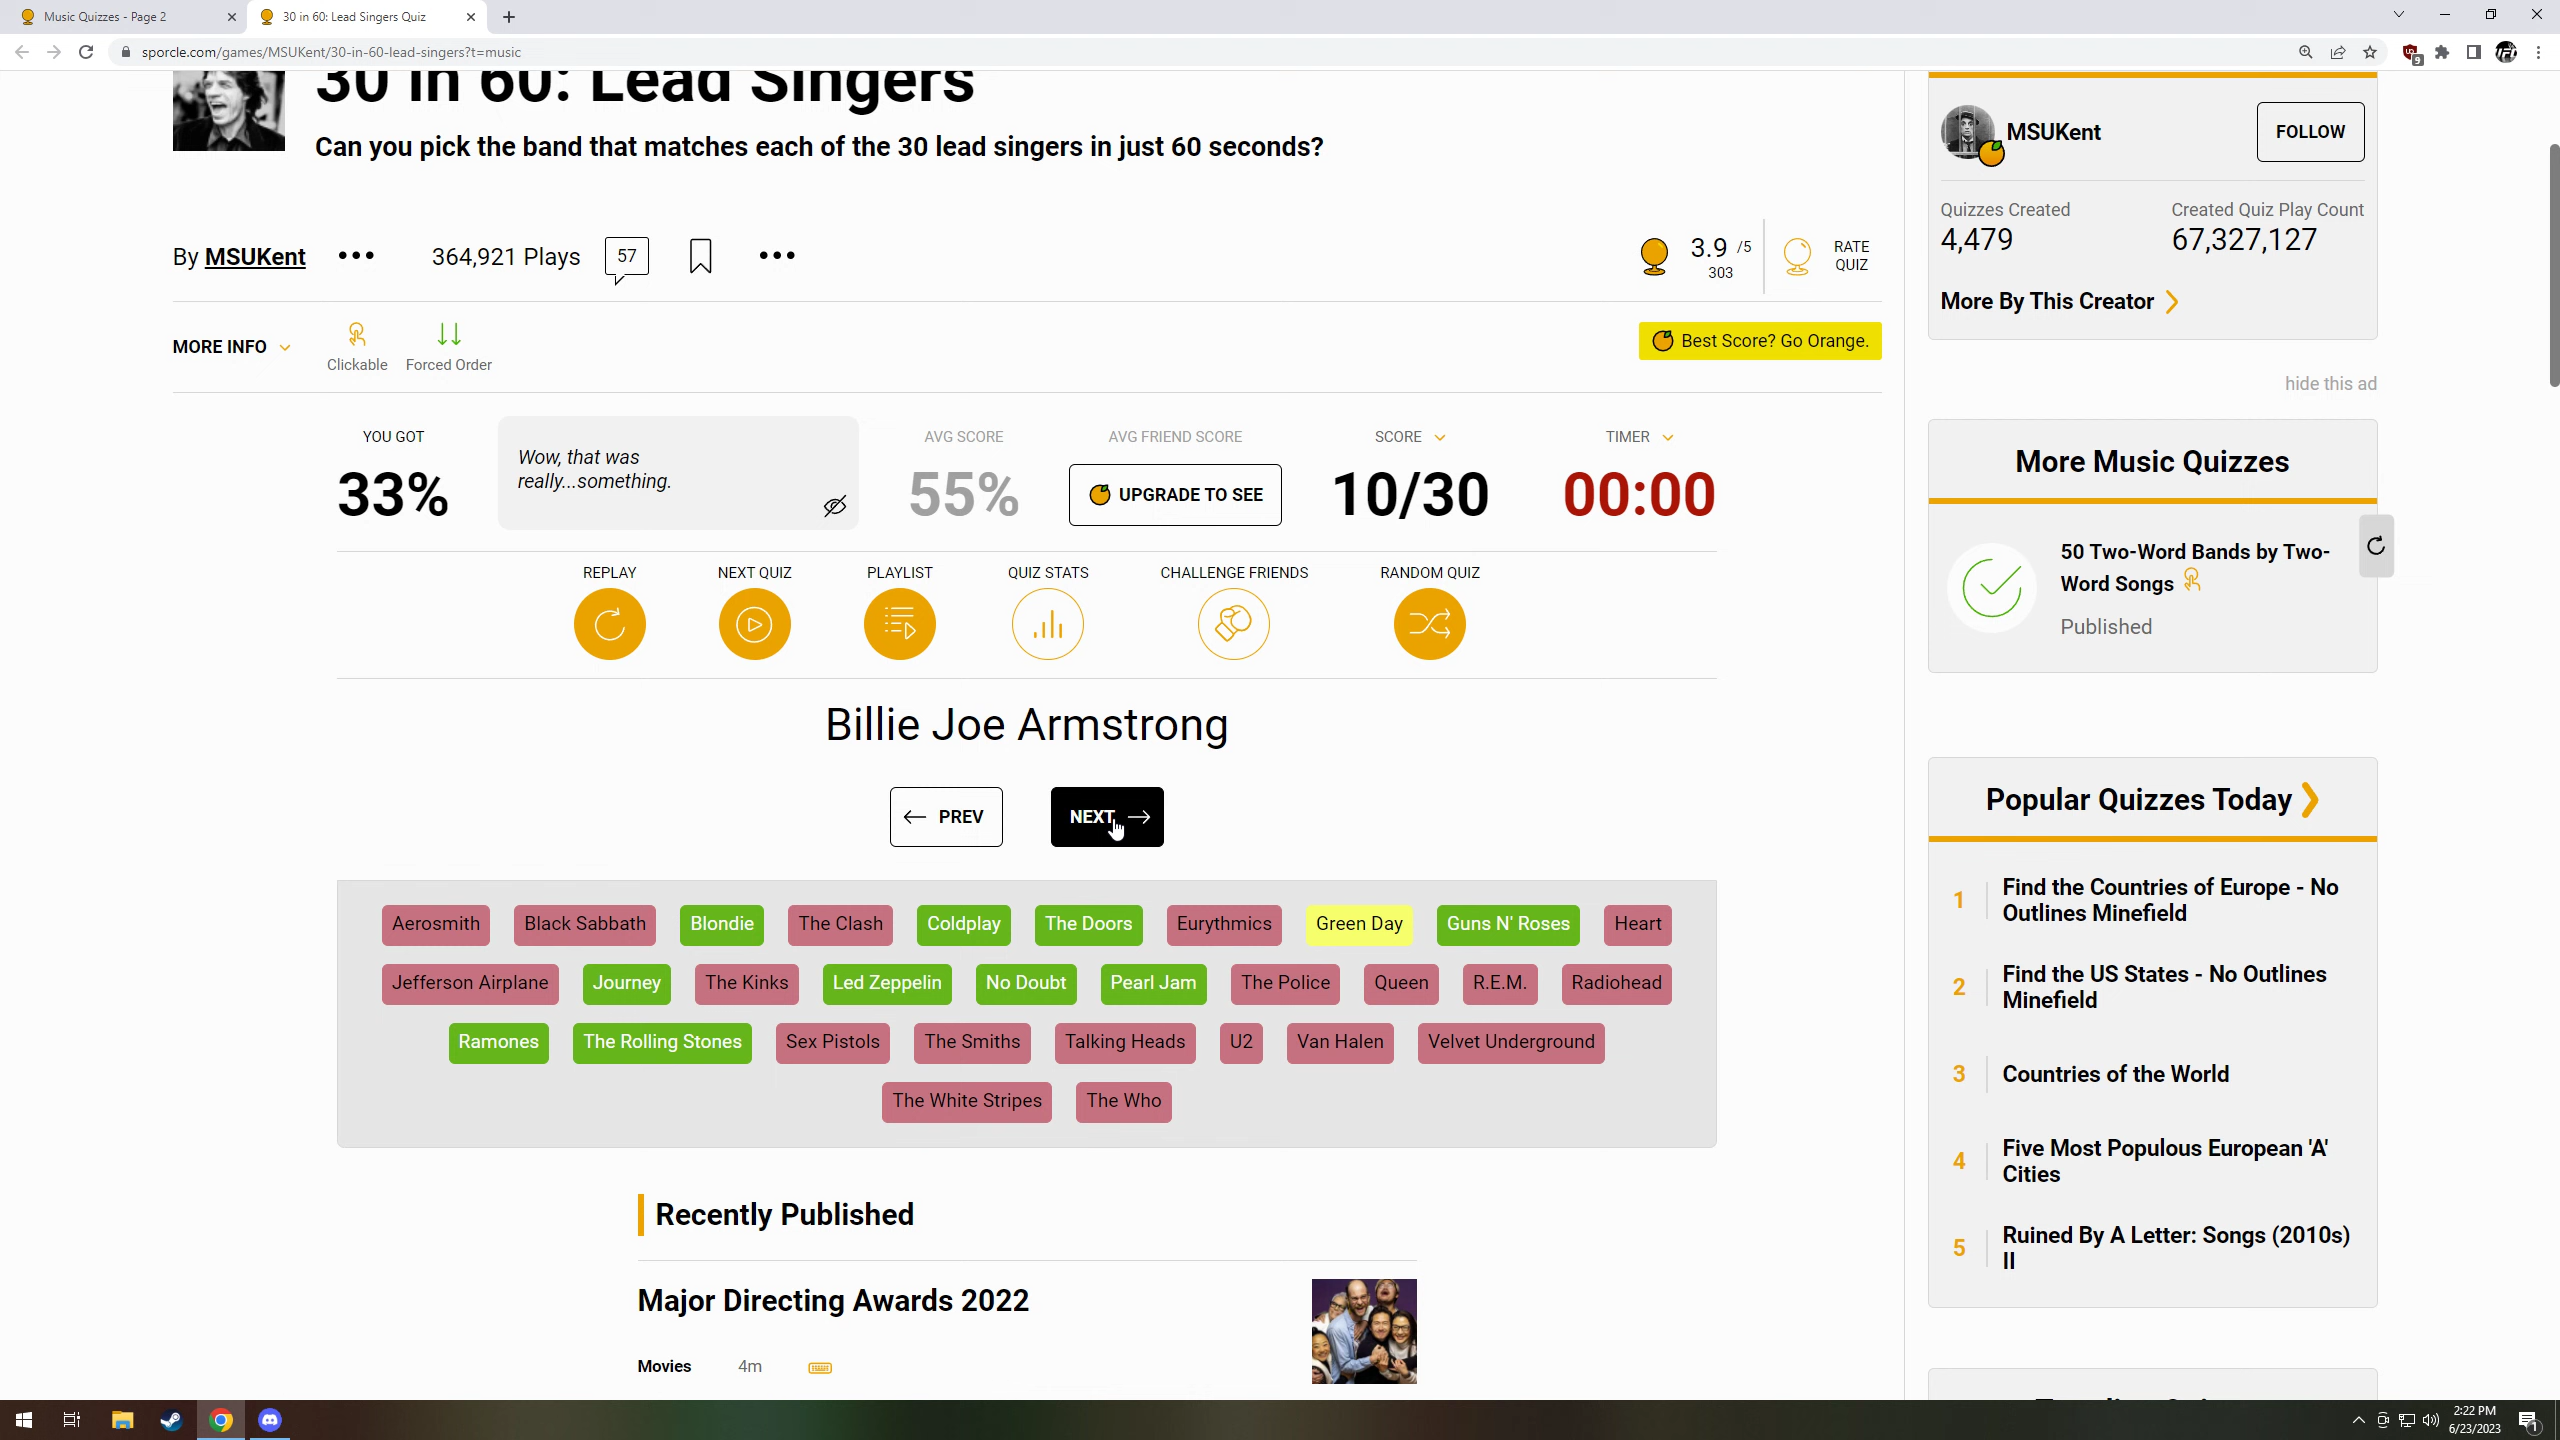 Music Quizzes - Page 2
30 in 60: Lead Singers Quiz
sporcle.com/games/MSUKent/30-in-60-lead-singers?t=music
9
30 in 60: Lead Singers
Can you pick the band that matches each of the 30 lead singers in just 60 seconds?
By MSUKent
364,921 Plays
57
3.9 /5
303
RATE
QUIZ
MORE INFO
Clickable
Forced Order
Best Score? Go Orange.
YOU GOT
33%
Wow, that was
really...something.
AVG SCORE
55%
AVG FRIEND SCORE
UPGRADE TO SEE
SCORE
10/30
TIMER
00:00
REPLAY
NEXT QUIZ
PLAYLIST
QUIZ STATS
CHALLENGE FRIENDS
RANDOM QUIZ
Billie Joe Armstrong
PREV
NEXT
Aerosmith Black Sabbath Blondie The Clash Coldplay The Doors Eurythmics Green Day Guns N' Roses Heart
Jefferson Airplane Journey The Kinks Led Zeppelin No Doubt Pearl Jam The Police Queen R.E.M. Radiohead
Ramones The Rolling Stones Sex Pistols The Smiths Talking Heads U2 Van Halen Velvet Underground
The White Stripes The Who
Recently Published
Major Directing Awards 2022
Movies 4m
MSUKent
FOLLOW
Quizzes Created
4,479
Created Quiz Play Count
67,327,127
More By This Creator
hide this ad
More Music Quizzes
50 Two-Word Bands by Two-
Word Songs
Published
Popular Quizzes Today
1 Find the Countries of Europe - No
Outlines Minefield
2 Find the US States - No Outlines
Minefield
3 Countries of the World
4 Five Most Populous European 'A'
Cities
5 Ruined By A Letter: Songs (2010s)
II
2:22 PM
6/23/2023
1